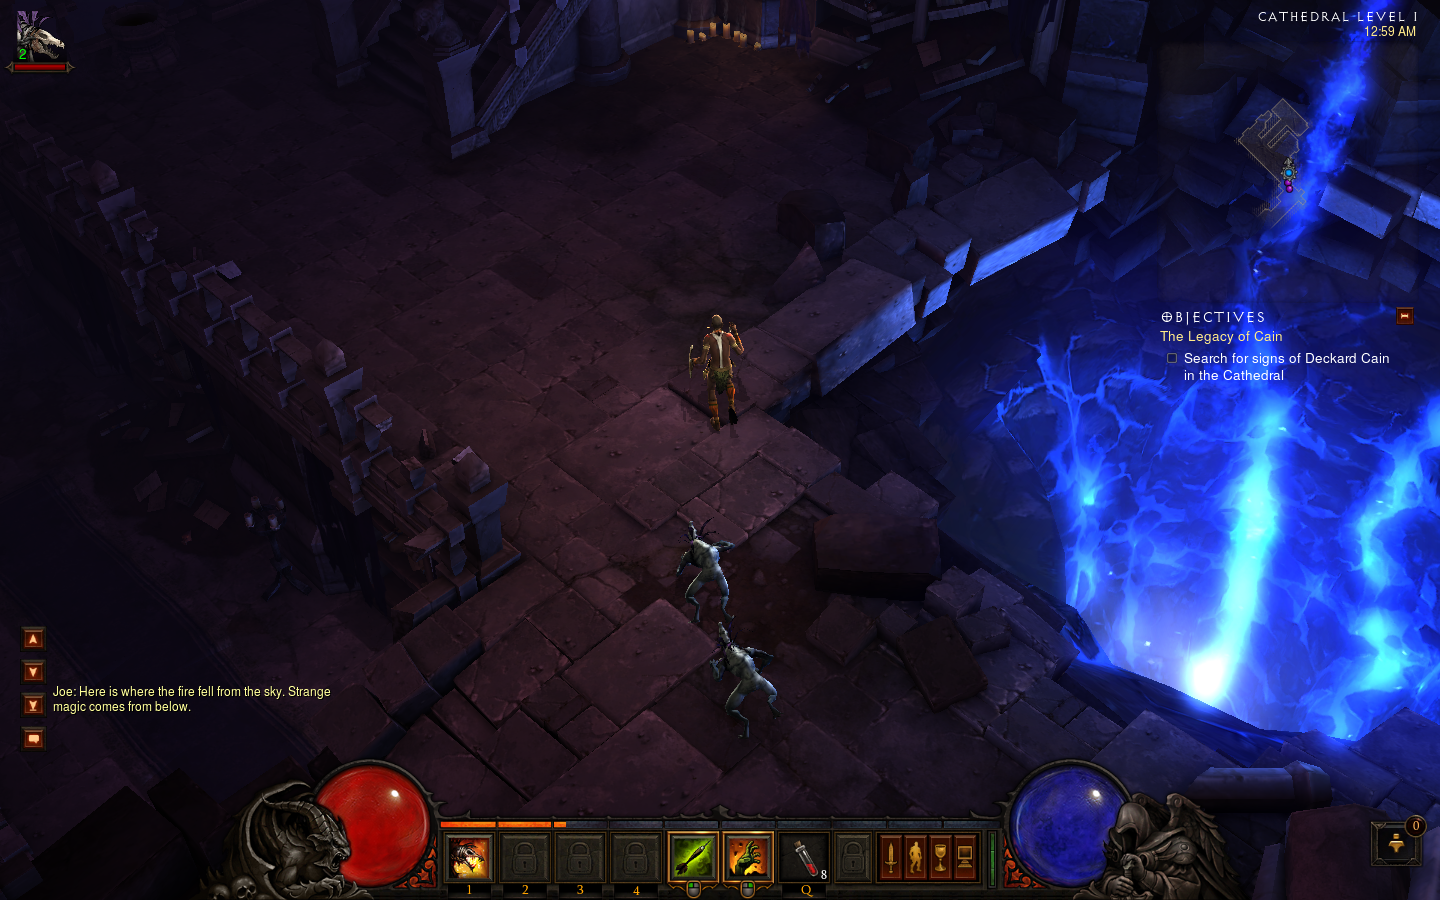 2
CATHEDRAL LEVEL 1
12:59 AM
OBJECTIVES
The Legacy of Cain
Search for signs of Deckard Cain
in the Cathedral
Joe: Here is where the fire fell from the sky. Strange
magic comes from below.
0
8
1 2 3 4 Q